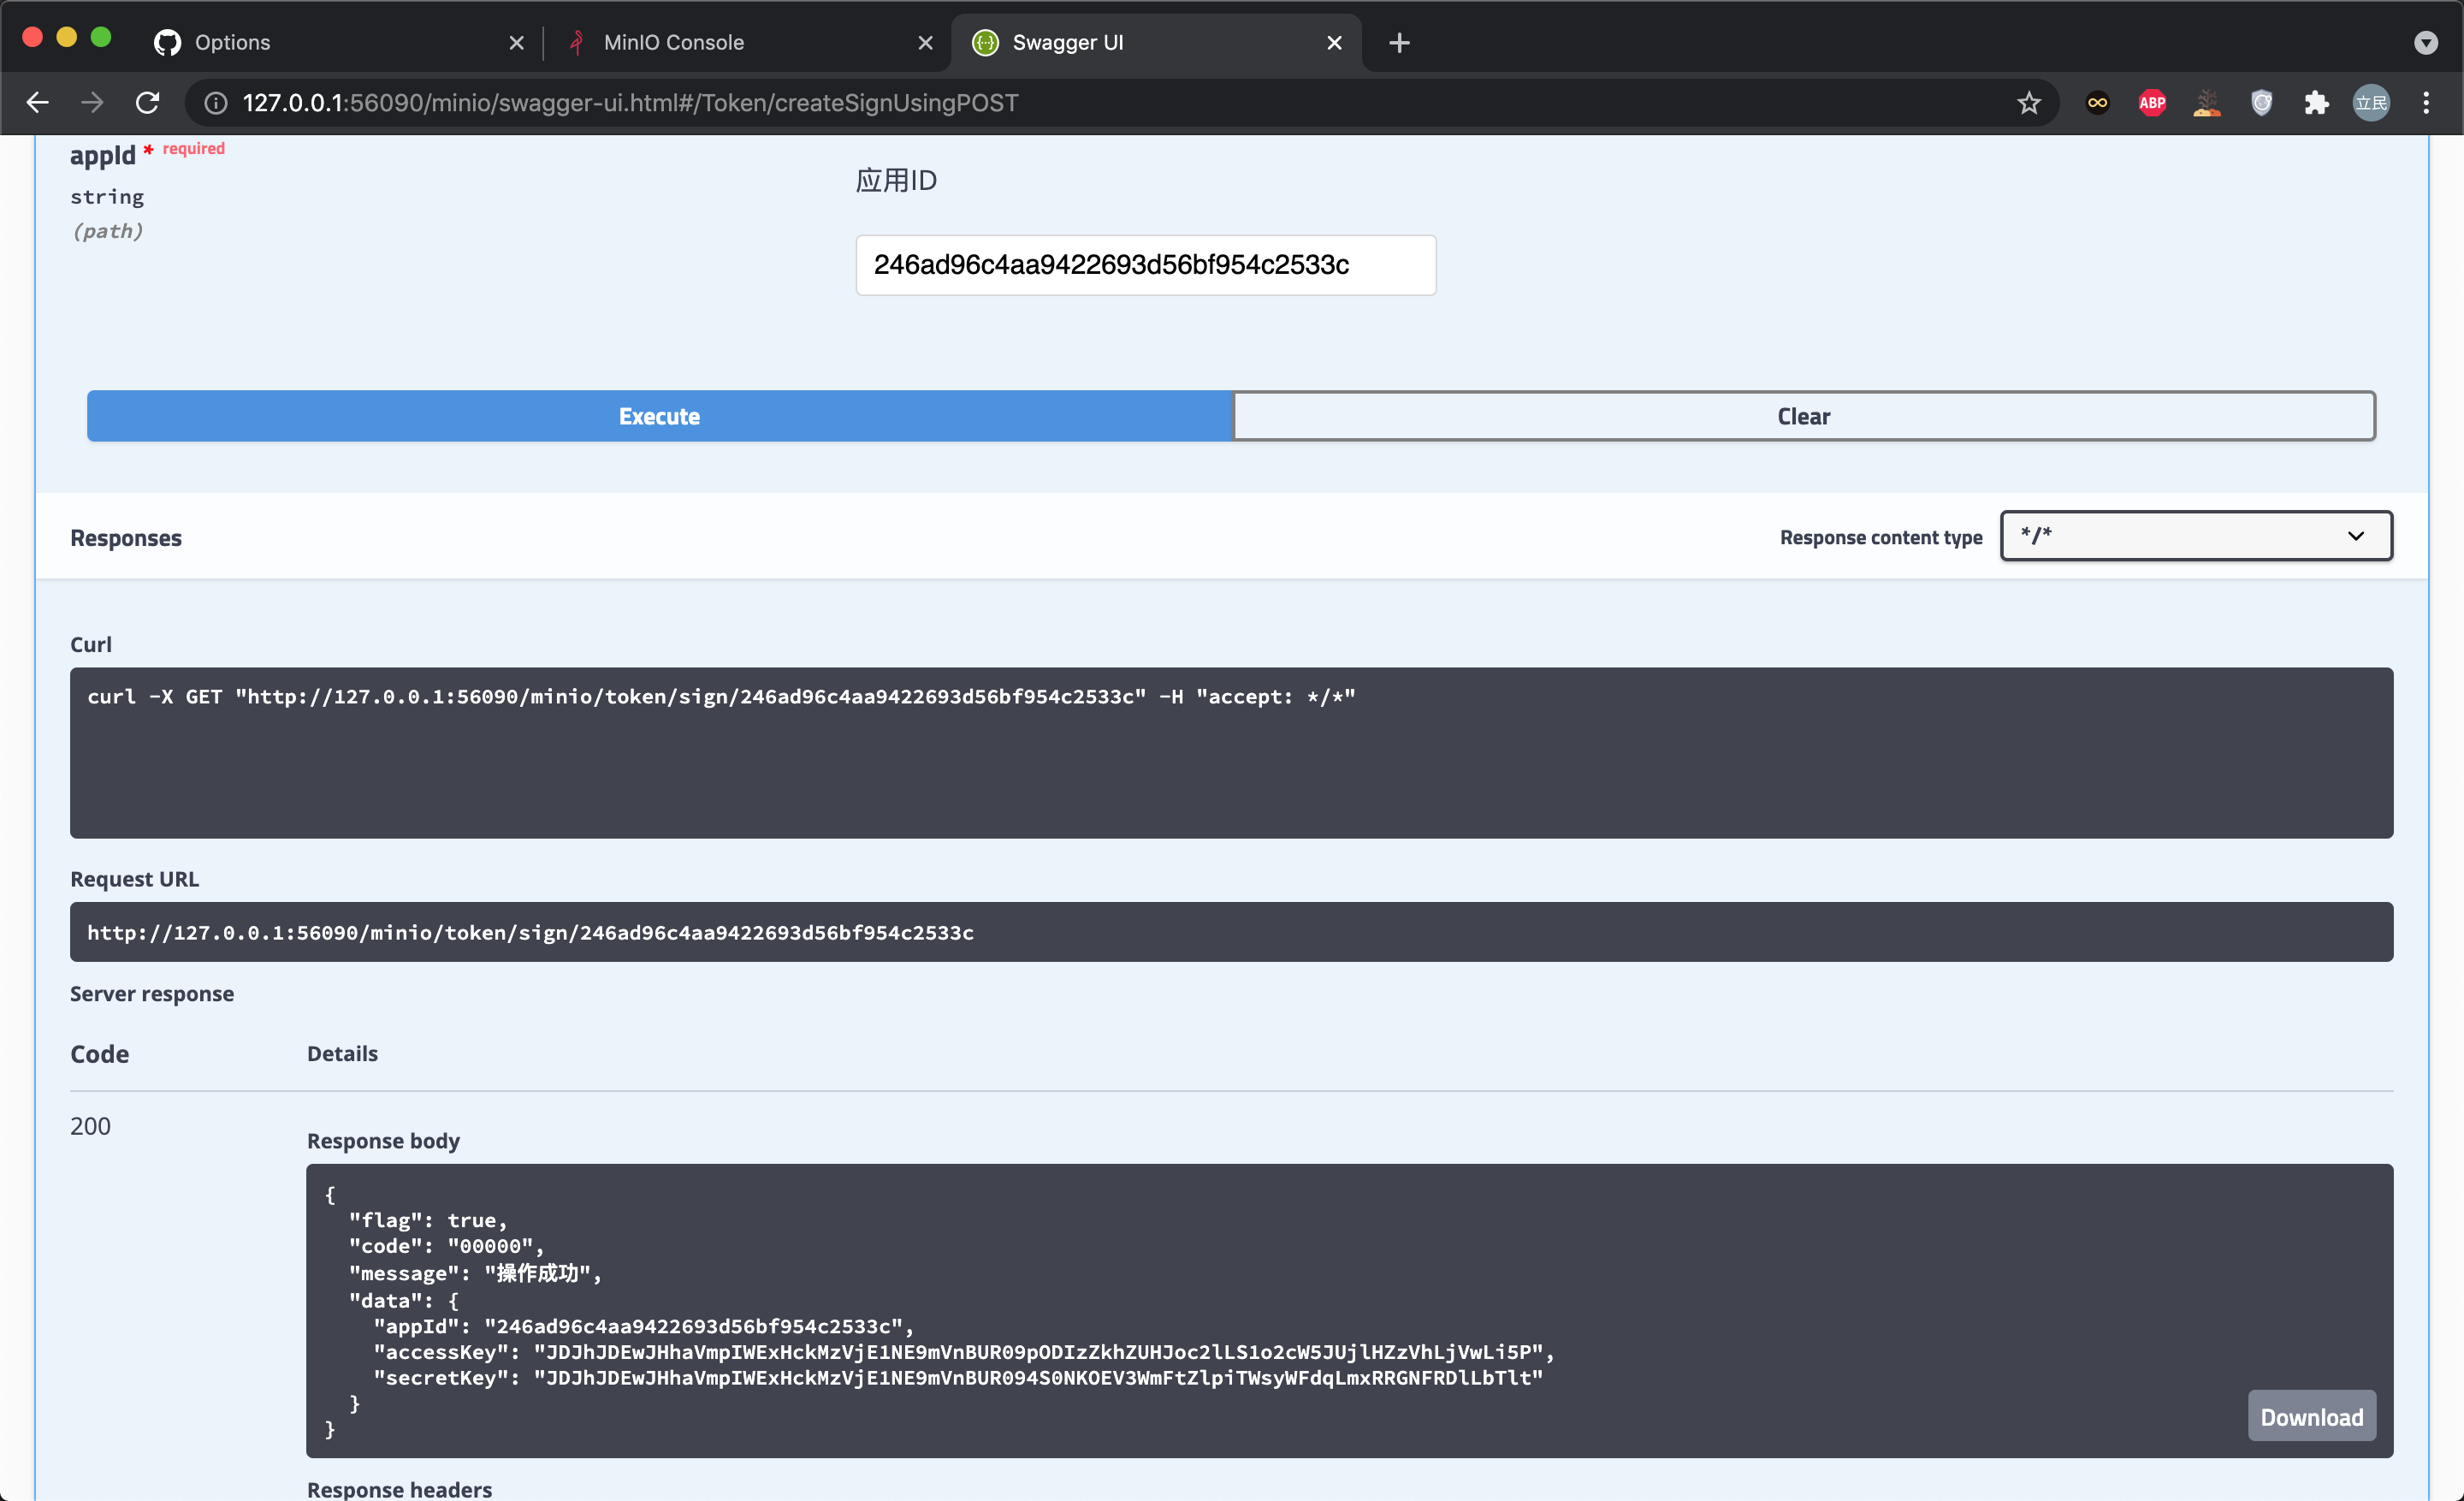 Options
MinIO Console
Swagger UI
127.0.0.1:56090/minio/swagger-ui.html#/Token/createSignUsingPOST
ABP
立民
appId * required
string
(path)
应用ID
246ad96c4aa9422693d56bf954c2533c
Execute
Clear
Responses
Response content type
*/*
Curl
curl -X GET "http://127.0.0.1:56090/minio/token/sign/246ad96c4aa9422693d56bf954c2533c" -H "accept: */*"
Request URL
http://127.0.0.1:56090/minio/token/sign/246ad96c4aa9422693d56bf954c2533c
Server response
Code
Details
200
Response body
{
"flag": true,
"code": "00000",
"message": "操作成功",
"data": {
"appId": "246ad96c4aa9422693d56bf954c2533c",
"accessKey": "JDJhJDEwJHhaVmpIWExHckMzVjE1NE9mVnBUR09pODIzZkhZUHJoc2lLS1o2cW5JUjlHZzVhLjVwLi5P",
"secretKey": "JDJhJDEwJHhaVmpIWExHckMzVjE1NE9mVnBUR094S0NKOEV3WmFtZlpiTWsyWFdqLmxRRGNFRDlLbTlt"
}
}
Download
Response headers